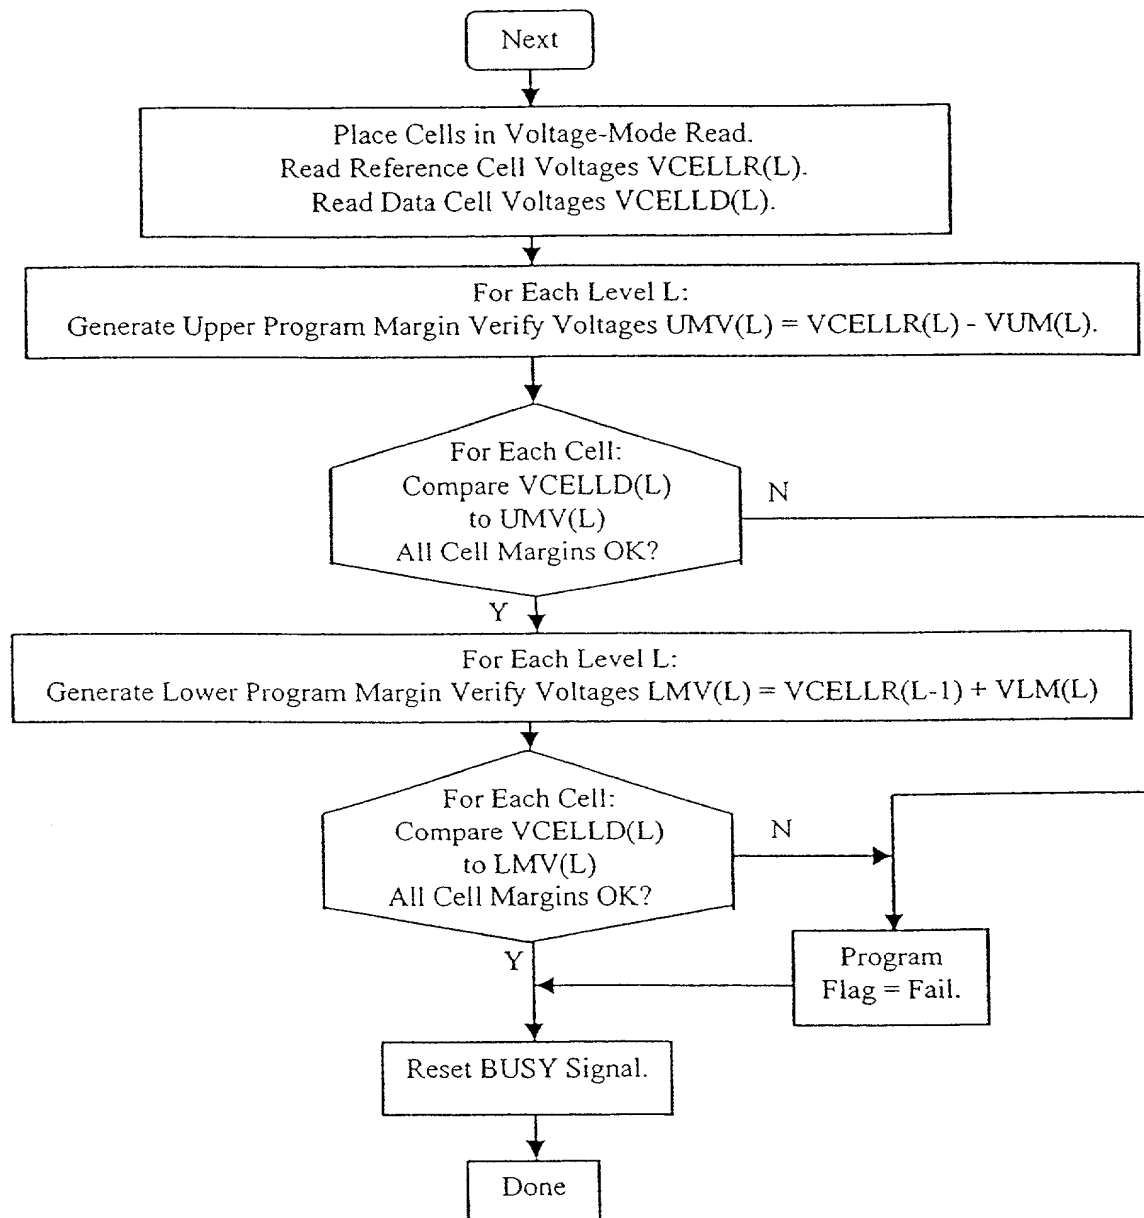 Next
Place Cells in Voltage-Mode Read.
Read Reference Cell Voltages VCELLR(L).
Read Data Cell Voltages VCELLD(L).
For Each Level L:
Generate Upper Program Margin Verify Voltages UMV(L) = VCELLR(L) - VUM(L).
For Each Cell:
Compare VCELLD(L)
to UMV(L)
All Cell Margins OK?
N
Y
For Each Level L:
Generate Lower Program Margin Verify Voltages LMV(L) = VCELLR(L-1) + VLM(L)
For Each Cell:
Compare VCELLD(L)
to LMV(L)
All Cell Margins OK?
N
Y
Program
Flag = Fail.
Reset BUSY Signal.
Done